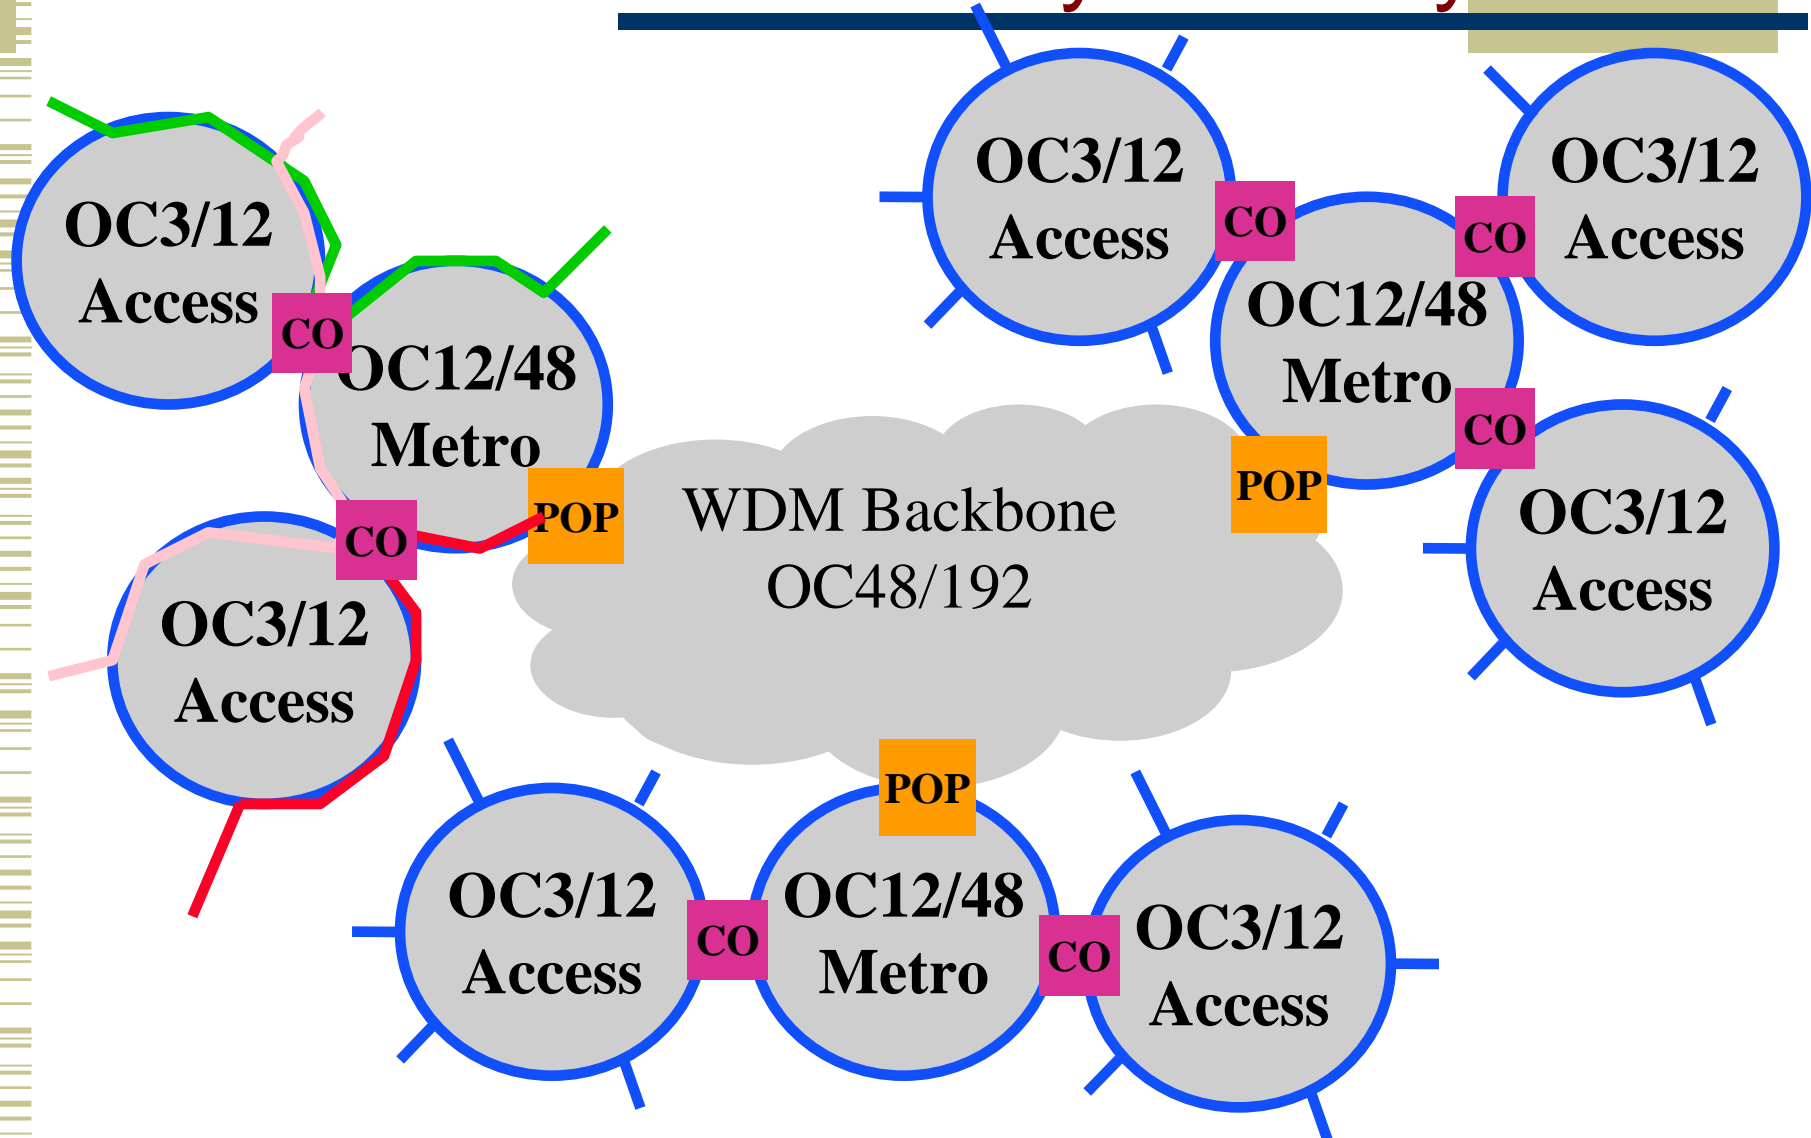 OC3/12
Access
CO
OC12/48
Metro
POP
CO
OC3/12
Access
OC3/12
Access
CO
OC12/48
Metro
CO
OC3/12
Access
CO
POP
OC3/12
Access
WDM Backbone
OC48/192
POP
OC3/12
Access
CO
OC12/48
Metro
CO
OC3/12
Access